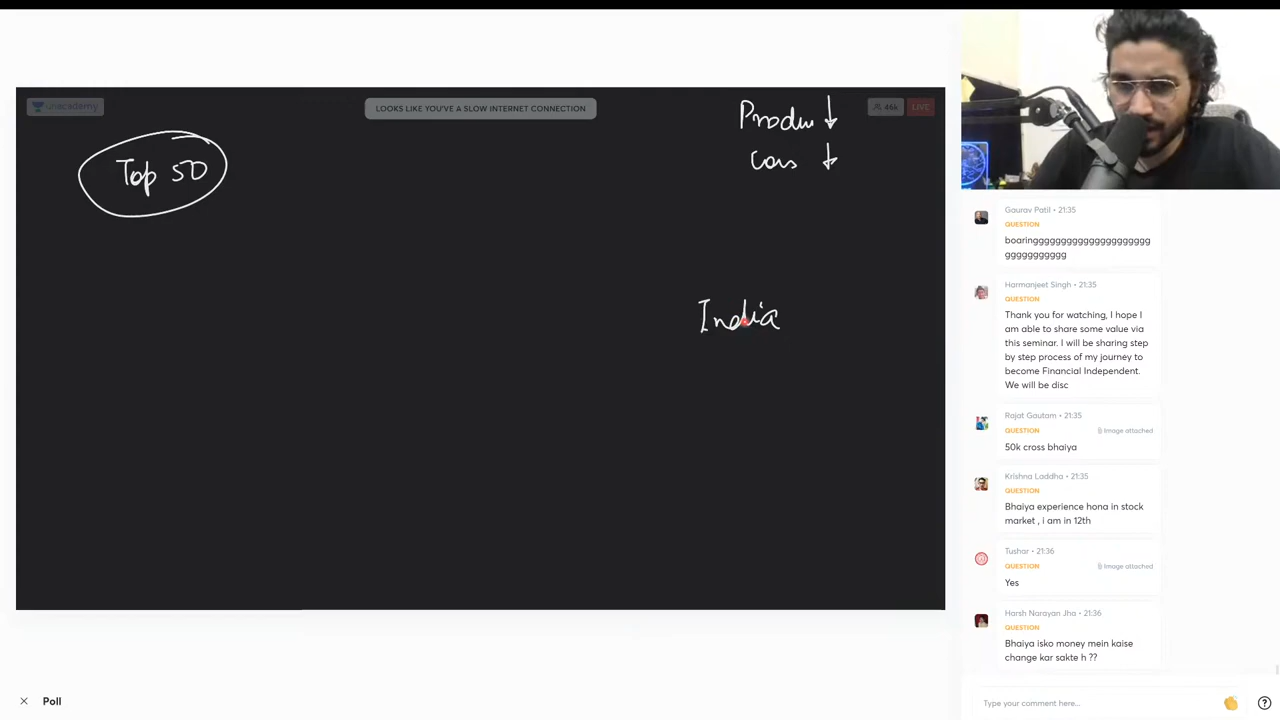 unacademy
LOOKS LIKE YOU'VE A SLOW INTERNET CONNECTION
46k
LIVE
Top 50
Produ ↓
Cons ↓
India
Gaurav Patil • 21:35
QUESTION
boaringggggggggggggggggggggg
ggggggggggg
Harmanjeet Singh • 21:35
QUESTION
Thank you for watching, I hope I
am able to share some value via
this seminar. I will be sharing step
by step process of my journey to
become Financial Independent.
We will be disc
Rajat Gautam • 21:35
QUESTION
Image attached
50k cross bhaiya
Krishna Laddha • 21:35
QUESTION
Bhaiya experience hona in stock
market , i am in 12th
Tushar • 21:36
QUESTION
Image attached
Yes
Harsh Narayan Jha • 21:36
QUESTION
Bhaiya isko money mein kaise
change kar sakte h ??
Poll
Type your comment here...